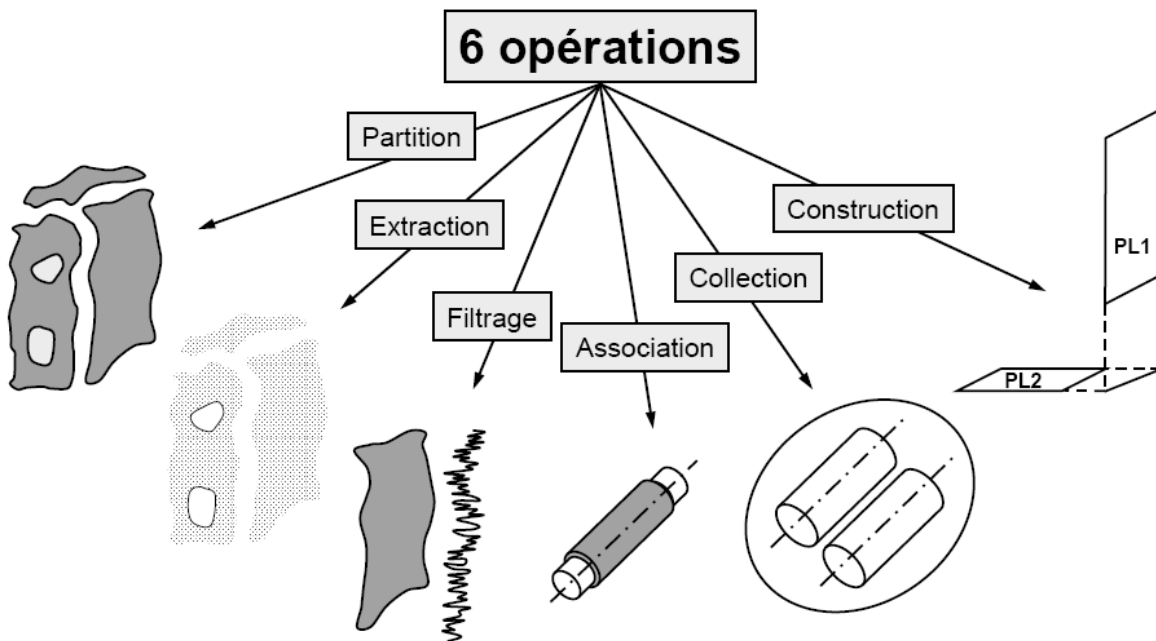 6 opérations
Partition
Extraction
Filtrage
Association
Collection
Construction
PL1
PL2